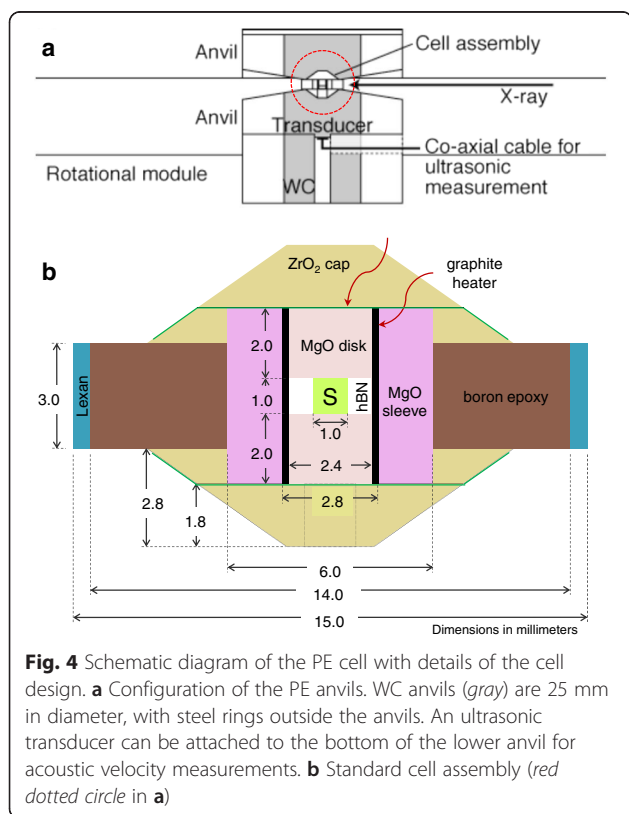 a
Anvil
Cell assembly
X-ray
Anvil
Transducer
Co-axial cable for
ultrasonic
measurement
Rotational module
WC
b
ZrO2 cap
graphite
heater
2.0
MgO disk
3.0
Lexan
1.0
S
hBN
MgO
sleeve
boron epoxy
1.0
2.0
2.4
2.8
2.8
1.8
6.0
14.0
15.0
Dimensions in millimeters
Fig. 4 Schematic diagram of the PE cell with details of the cell
design. a Configuration of the PE anvils. WC anvils (gray) are 25 mm
in diameter, with steel rings outside the anvils. An ultrasonic
transducer can be attached to the bottom of the lower anvil for
acoustic velocity measurements. b Standard cell assembly (red
dotted circle in a)